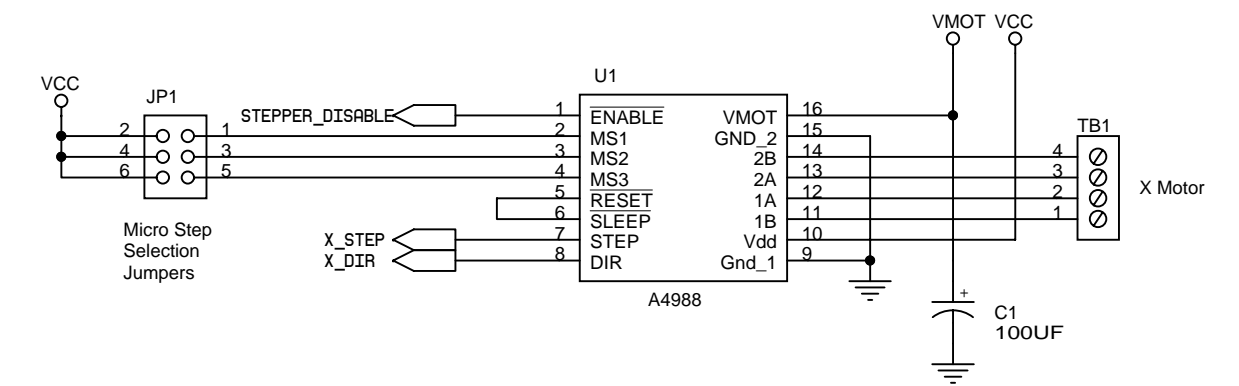 VMOT VCC
VCC
JP1
U1
STEPPER_DISABLE
2 1
4 3
6 5
1 ENABLE
2 MS1
3 MS2
4 MS3
5 RESET
6 SLEEP
7 STEP
8 DIR
VMOT 16
GND_2 15
2B 14
2A 13
1A 12
1B 11
Vdd 10
Gnd_1 9
A4988
TB1
4
3
2
1
X Motor
Micro Step
Selection
Jumpers
X_STEP
X_DIR
+
C1
100UF